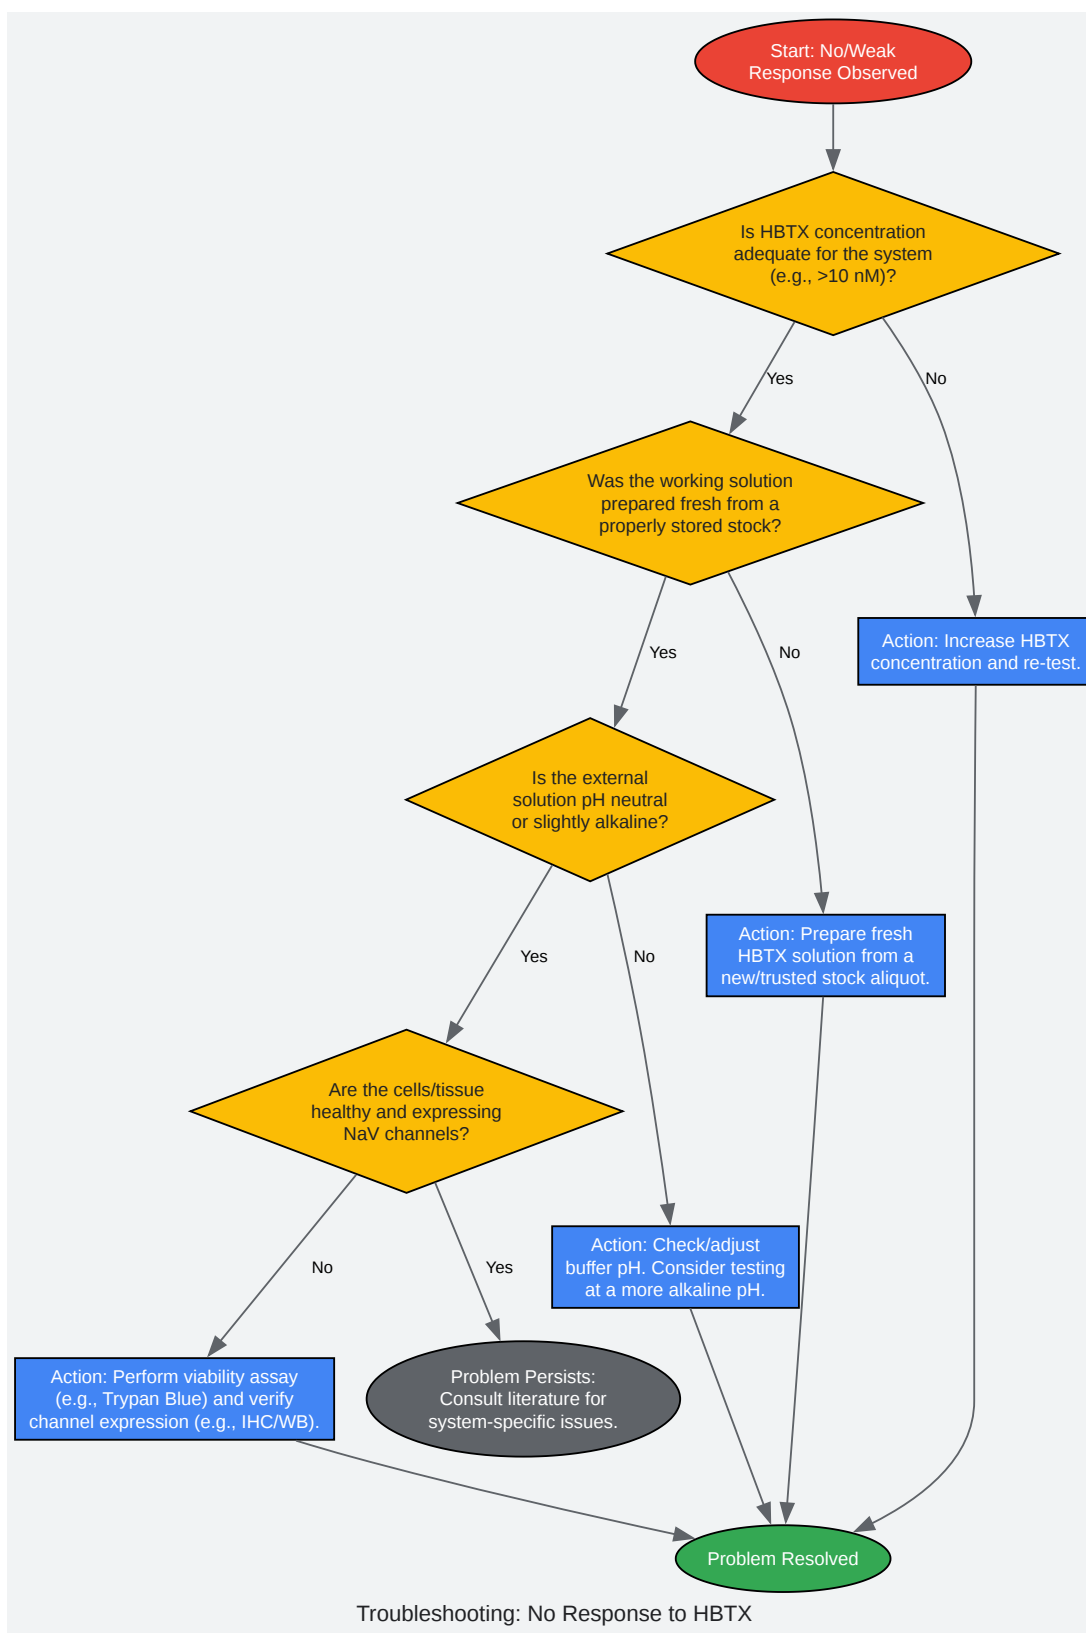 Start: No/Weak
Response Observed
Is HBTX concentration
adequate for the system
(e.g., >10 nM)?
Yes
No
Was the working solution
prepared fresh from a
properly stored stock?
Yes
No
Action: Increase HBTX
concentration and re-test.
Is the external
solution pH neutral
or slightly alkaline?
Yes
No
Action: Prepare fresh
HBTX solution from a
new/trusted stock aliquot.
Are the cells/tissue
healthy and expressing
NaV channels?
No
Yes
Action: Check/adjust
buffer pH. Consider testing
at a more alkaline pH.
Action: Perform viability assay
(e.g., Trypan Blue) and verify
channel expression (e.g., IHC/WB).
Problem Persists:
Consult literature for
system-specific issues.
Problem Resolved
Troubleshooting: No Response to HBTX